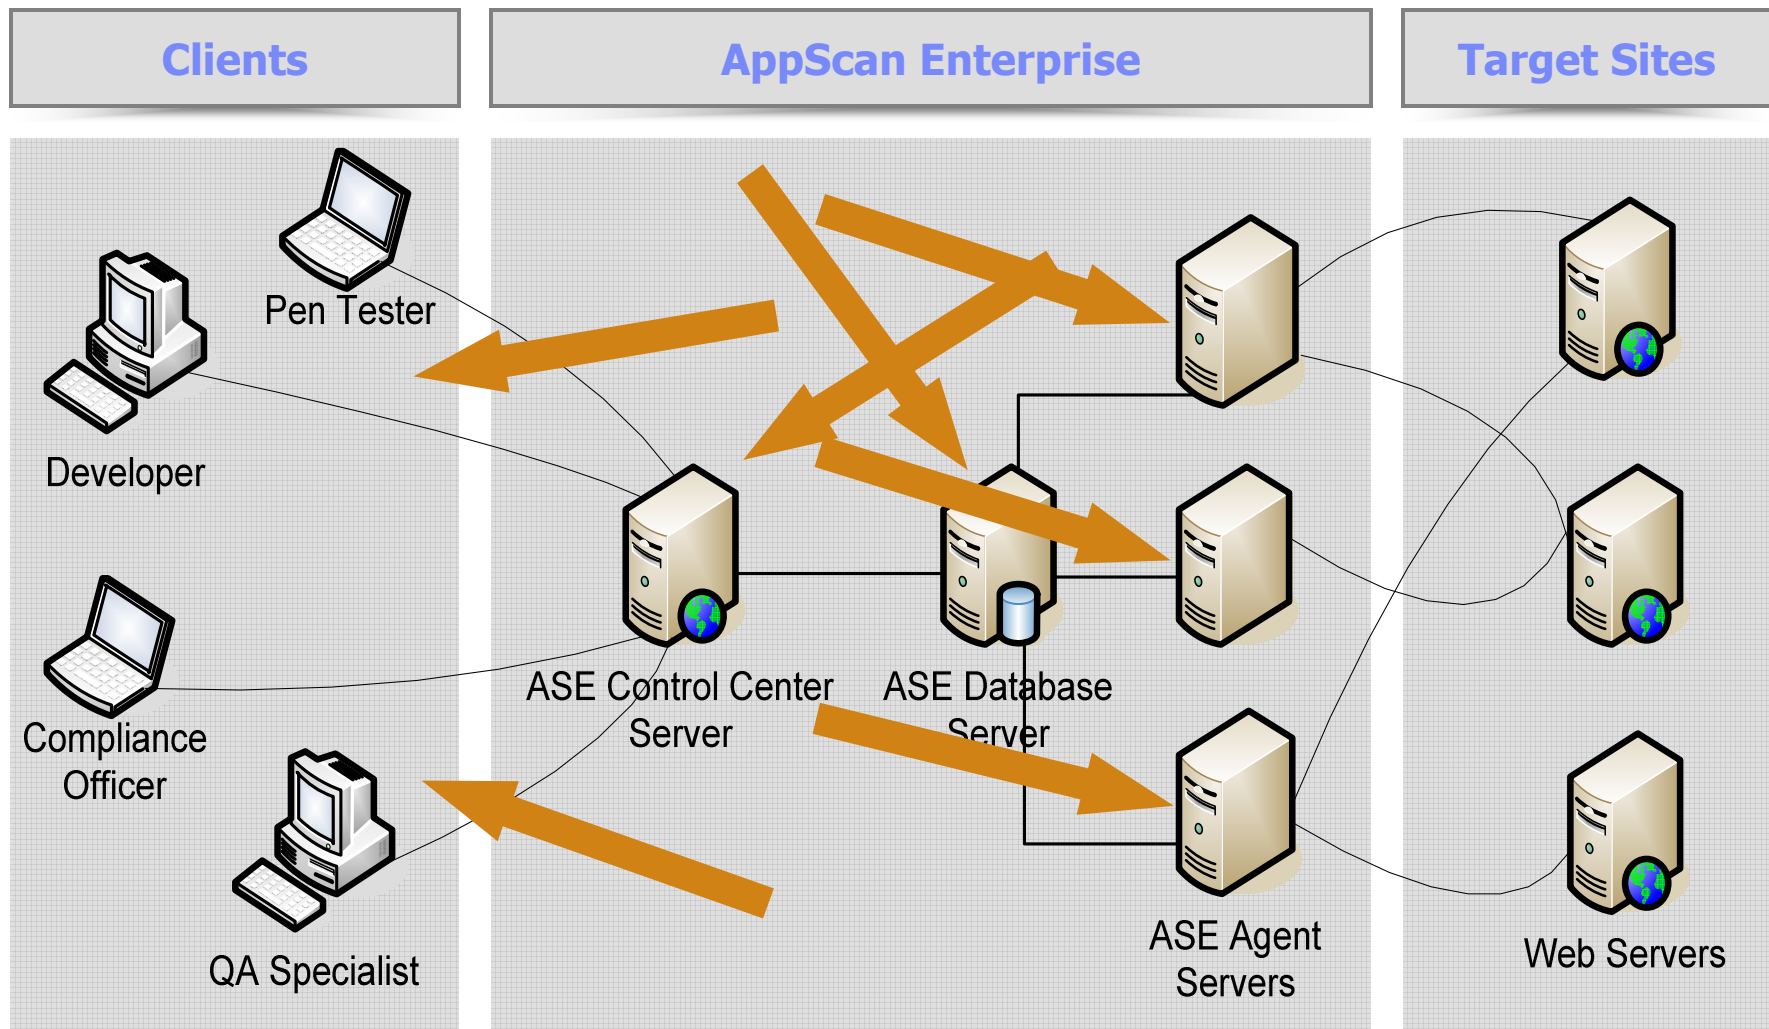 Clients
AppScan Enterprise
Target Sites
Pen Tester
Developer
Compliance
Officer
QA Specialist
ASE Control Center
Server
ASE Database
Server
ASE Agent
Servers
Web Servers